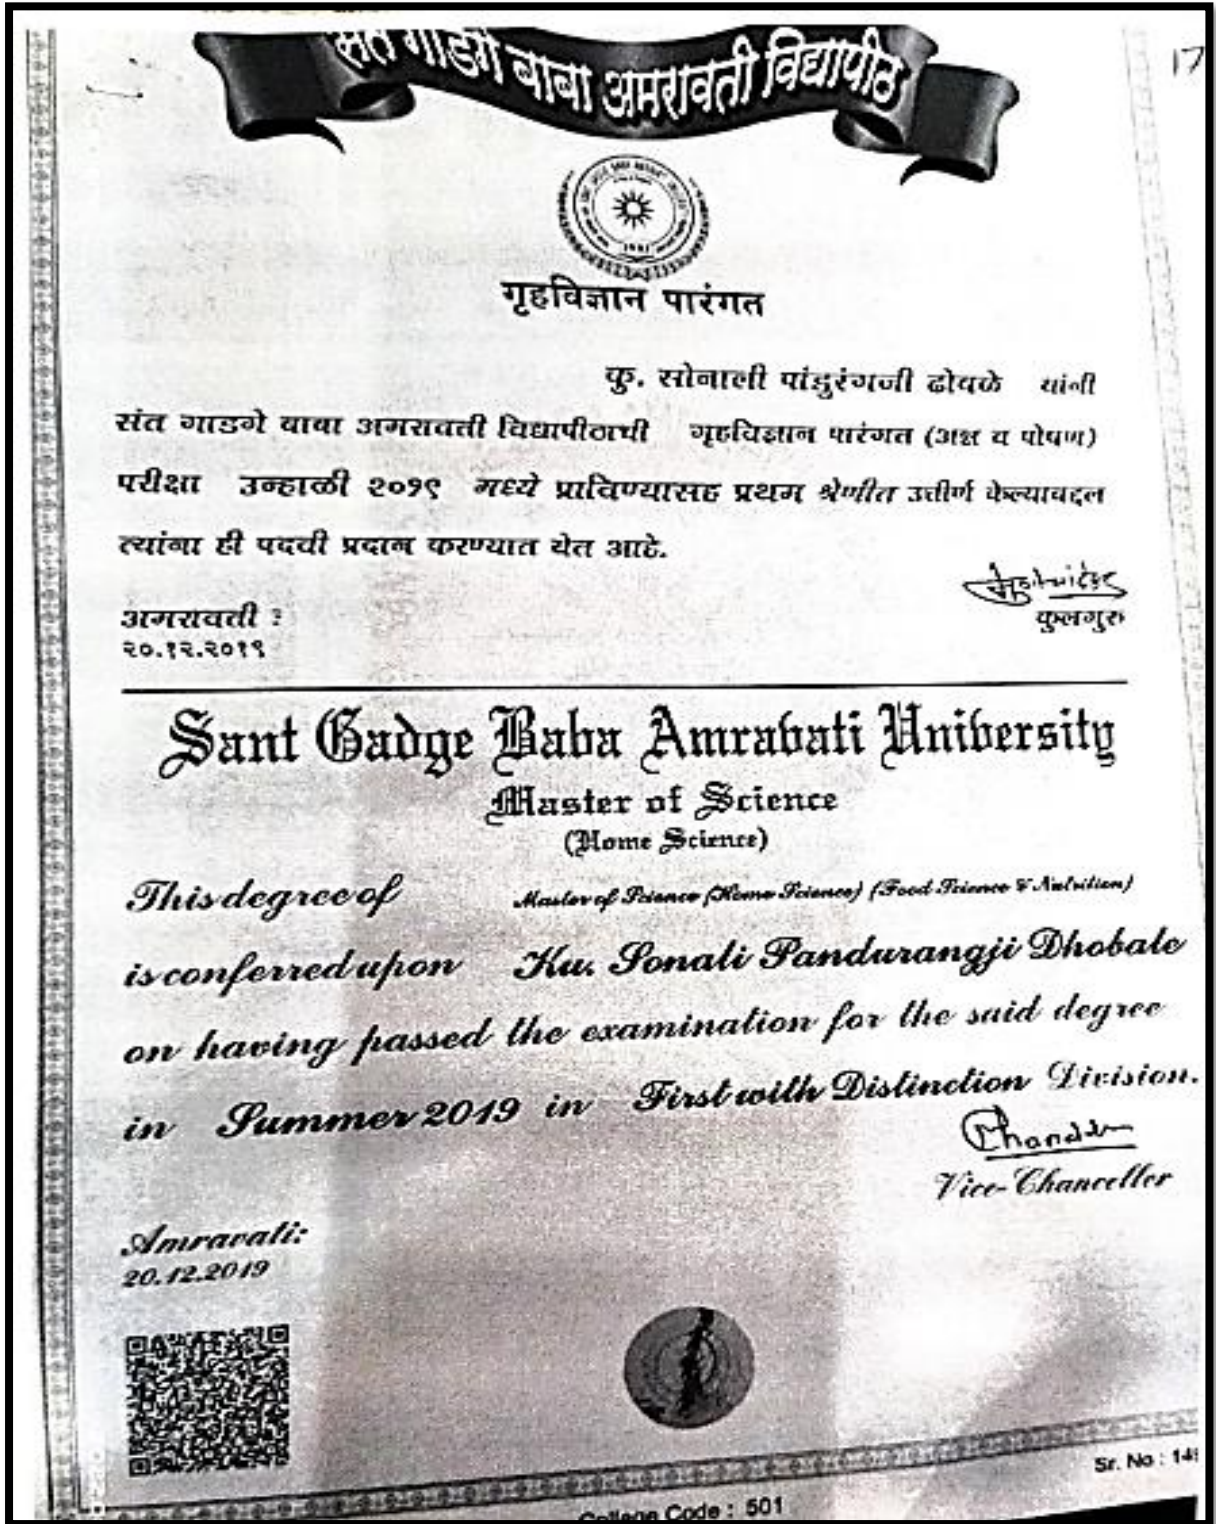 संत गाडगे बाबा अमरावती विद्यापीठ
17
गृहविज्ञान पारंगत
कु. सोनाली पांडुरंगजी ढोबळे यांनी
संत गाडगे बाबा अमरावती विद्यापीठाची गृहविज्ञान पारंगत (अन्न व पोषण)
परीक्षा उन्हाळी २०१९ मध्ये प्राविण्यासह प्रथम श्रेणीत उत्तीर्ण केल्याबद्दल
त्यांना ही पदवी प्रदान करण्यात येत आहे.
कुलगुरु
अमरावती :
२०.१२.२०१९
Sant Gadge Baba Amravati University
Master of Science
(Home Science)
This degree of Master of Science (Home Science) (Food Science & Nutrition)
is conferred upon Ku. Sonali Pandurangji Dhobale
on having passed the examination for the said degree
in Summer 2019 in First with Distinction Division.
Vice-Chancellor
Amravati:
20.12.2019
Sr. No : 14
College Code : 501